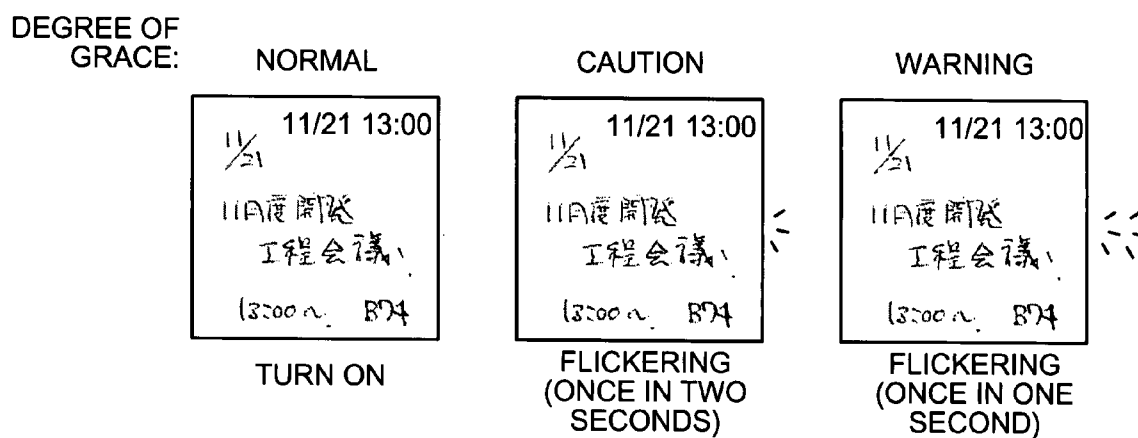 DEGREE OF
GRACE:
NORMAL
CAUTION
WARNING
11/21 13:00
11/21
11月度開発
工程会議
13:00~
11/21 13:00
11/21
11月度開発
工程会議
13:00~
11/21 13:00
11/21
11月度開発
工程会議
13:00~
TURN ON
FLICKERING
(ONCE IN TWO
SECONDS)
FLICKERING
(ONCE IN ONE
SECOND)